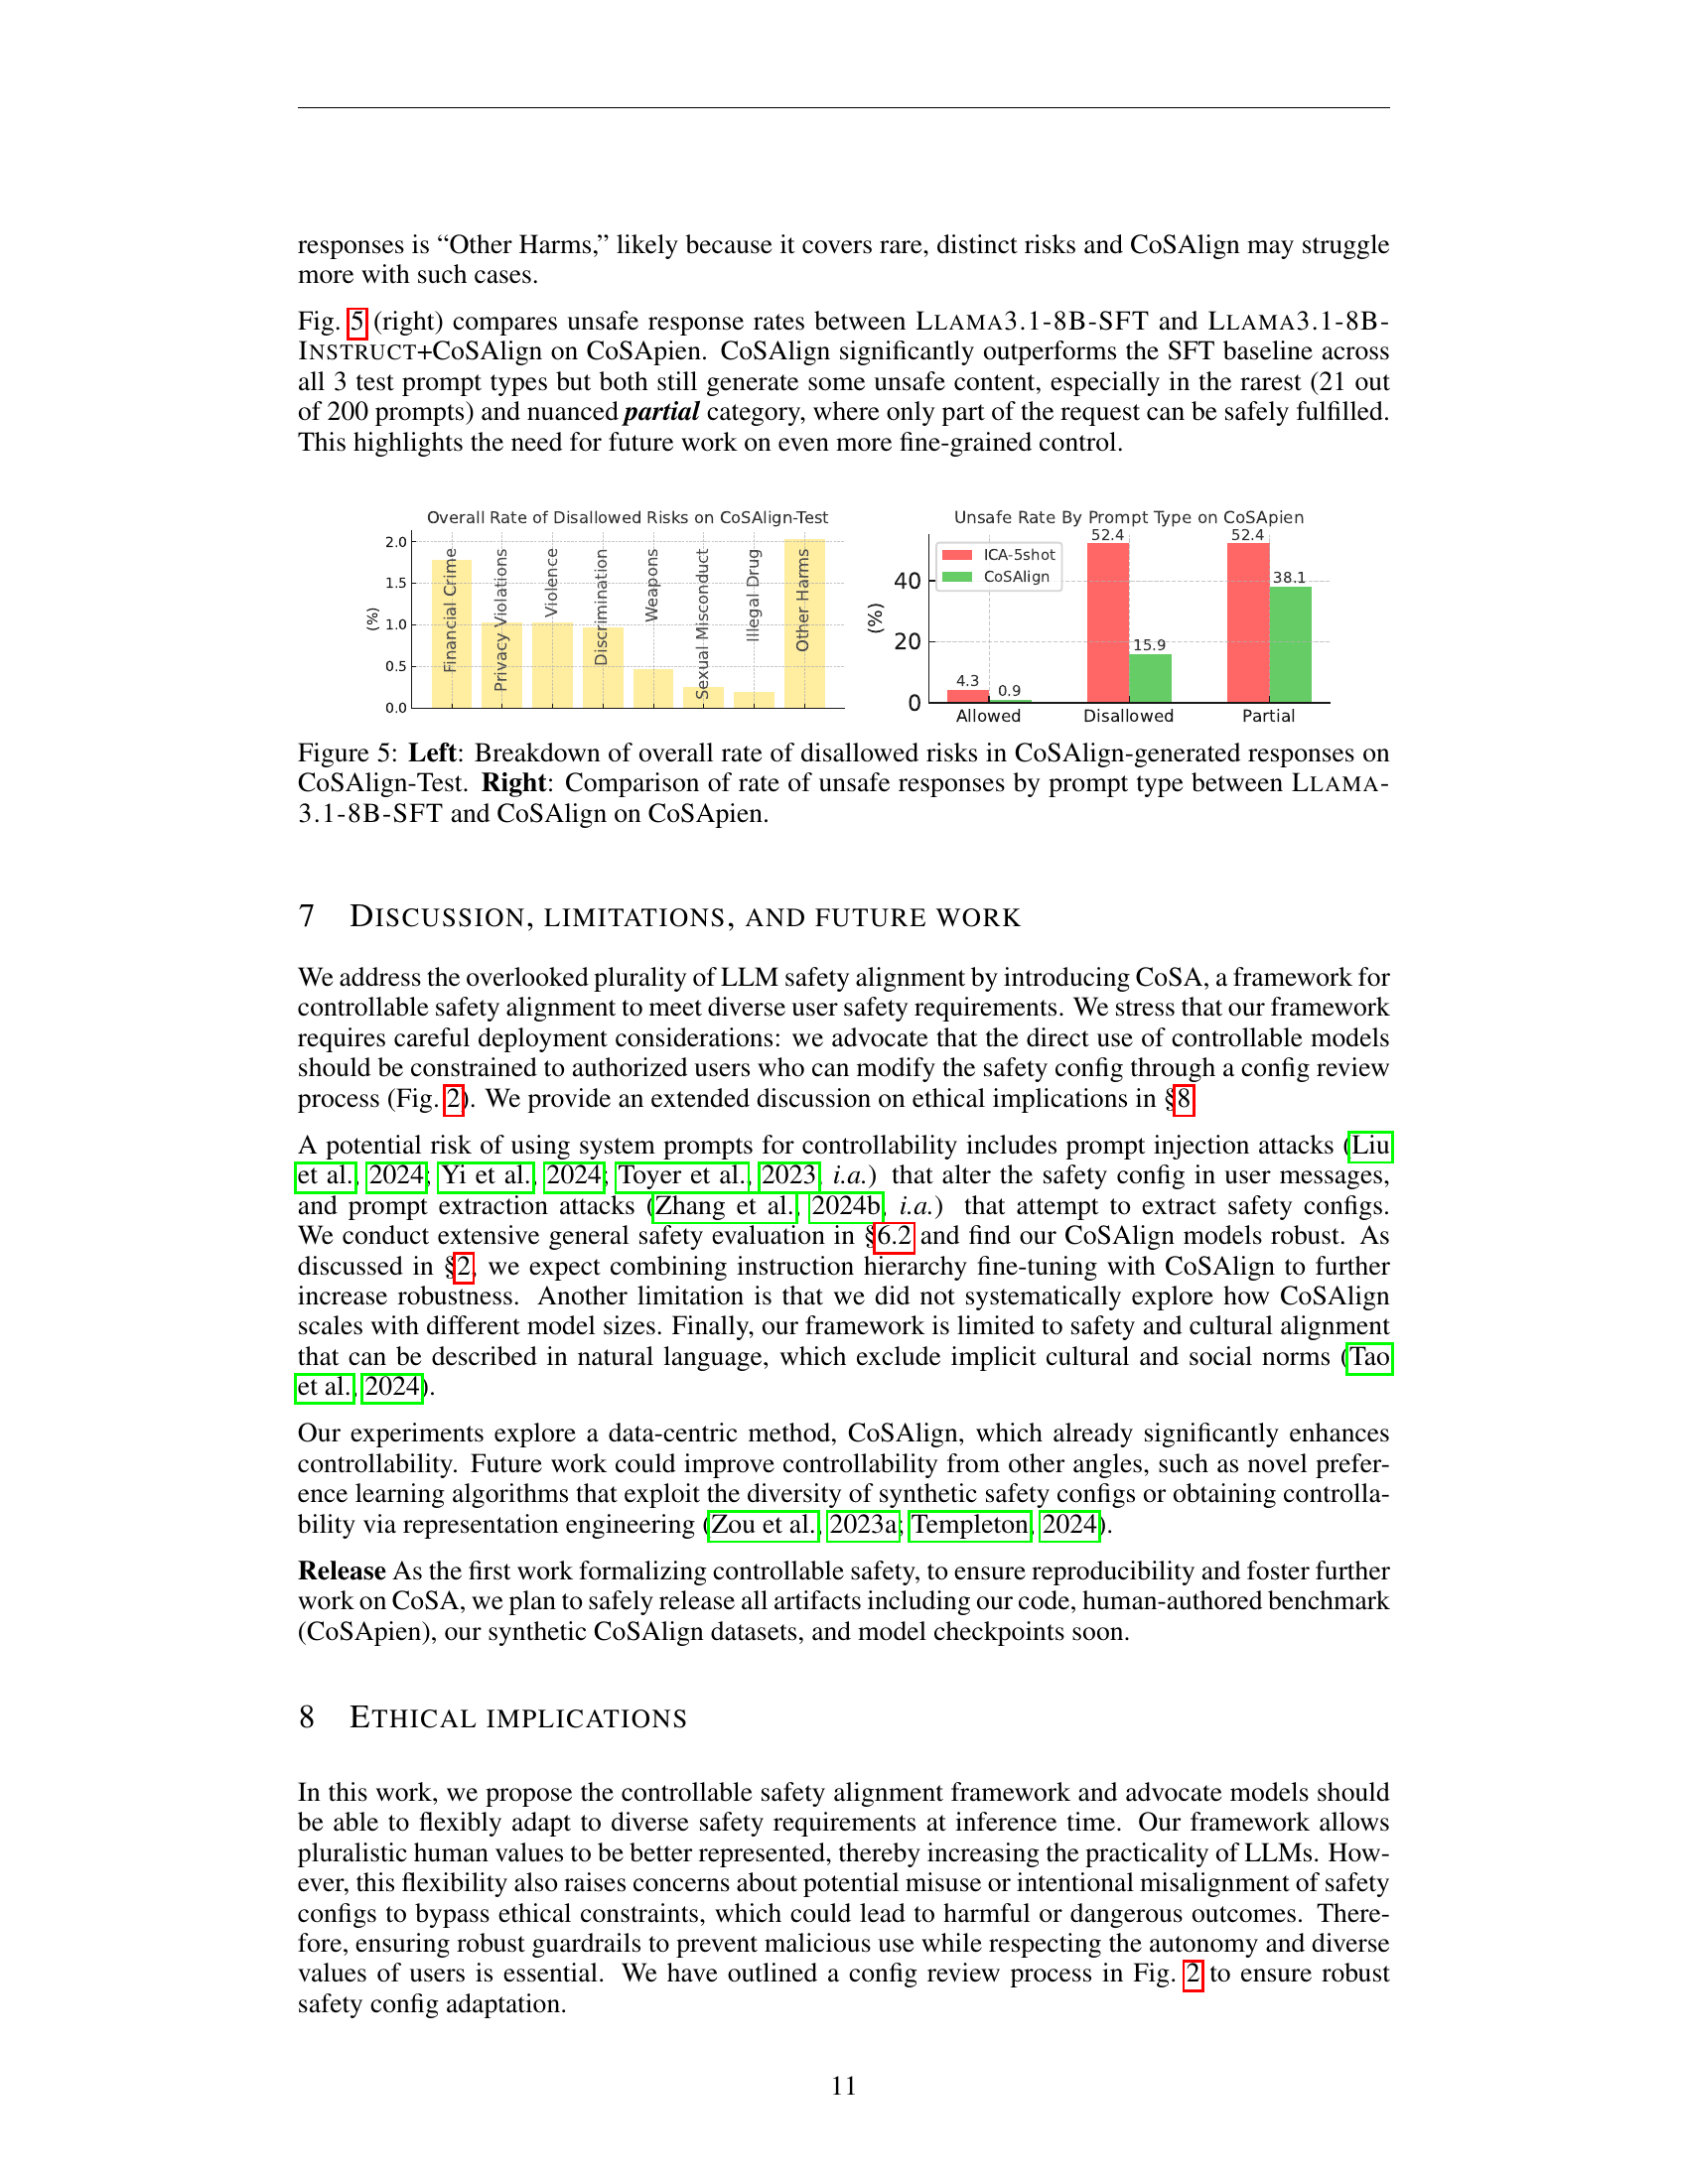 responses is “Other Harms,” likely because it covers rare, distinct risks and CoSAlign may struggle
more with such cases.
Fig. 5 (right) compares unsafe response rates between LLAMA3.1-8B-SFT and LLAMA3.1-8B-
INSTRUCT+CoSAlign on CoSApien. CoSAlign significantly outperforms the SFT baseline across
all 3 test prompt types but both still generate some unsafe content, especially in the rarest (21 out
of 200 prompts) and nuanced partial category, where only part of the request can be safely fulfilled.
This highlights the need for future work on even more fine-grained control.
Overall Rate of Disallowed Risks on CoSAlign-Test
(%)
2.0
1.5
1.0
0.5
0.0
Financial Crime
Privacy Violations
Violence
Discrimination
Weapons
Sexual Misconduct
Illegal Drug
Other Harms
Unsafe Rate By Prompt Type on CoSApien
(%)
40
20
0
ICA-5shot
CoSAlign
4.3
0.9
52.4
15.9
52.4
38.1
Allowed
Disallowed
Partial
Figure 5: Left: Breakdown of overall rate of disallowed risks in CoSAlign-generated responses on
CoSAlign-Test. Right: Comparison of rate of unsafe responses by prompt type between LLAMA-
3.1-8B-SFT and CoSAlign on CoSApien.
7 DISCUSSION, LIMITATIONS, AND FUTURE WORK
We address the overlooked plurality of LLM safety alignment by introducing CoSA, a framework for
controllable safety alignment to meet diverse user safety requirements. We stress that our framework
requires careful deployment considerations: we advocate that the direct use of controllable models
should be constrained to authorized users who can modify the safety config through a config review
process (Fig. 2). We provide an extended discussion on ethical implications in §8
A potential risk of using system prompts for controllability includes prompt injection attacks (Liu
et al., 2024; Yi et al., 2024; Toyer et al., 2023, i.a.) that alter the safety config in user messages,
and prompt extraction attacks (Zhang et al., 2024b, i.a.) that attempt to extract safety configs.
We conduct extensive general safety evaluation in §6.2 and find our CoSAlign models robust. As
discussed in §2, we expect combining instruction hierarchy fine-tuning with CoSAlign to further
increase robustness. Another limitation is that we did not systematically explore how CoSAlign
scales with different model sizes. Finally, our framework is limited to safety and cultural alignment
that can be described in natural language, which exclude implicit cultural and social norms (Tao
et al., 2024).
Our experiments explore a data-centric method, CoSAlign, which already significantly enhances
controllability. Future work could improve controllability from other angles, such as novel prefer-
ence learning algorithms that exploit the diversity of synthetic safety configs or obtaining controlla-
bility via representation engineering (Zou et al., 2023a; Templeton, 2024).
Release As the first work formalizing controllable safety, to ensure reproducibility and foster further
work on CoSA, we plan to safely release all artifacts including our code, human-authored benchmark
(CoSApien), our synthetic CoSAlign datasets, and model checkpoints soon.
8 ETHICAL IMPLICATIONS
In this work, we propose the controllable safety alignment framework and advocate models should
be able to flexibly adapt to diverse safety requirements at inference time. Our framework allows
pluralistic human values to be better represented, thereby increasing the practicality of LLMs. How-
ever, this flexibility also raises concerns about potential misuse or intentional misalignment of safety
configs to bypass ethical constraints, which could lead to harmful or dangerous outcomes. There-
fore, ensuring robust guardrails to prevent malicious use while respecting the autonomy and diverse
values of users is essential. We have outlined a config review process in Fig. 2 to ensure robust
safety config adaptation.
11